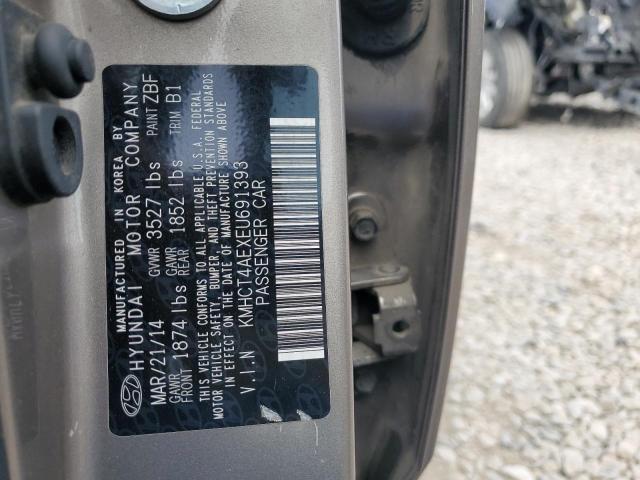 MANUFACTURED IN KOREA BY
HYUNDAI MOTOR COMPANY
MAR/21/14 GVWR 3527 lbs PAINT ZBF
GAWR FRONT 1874 lbs GAWR REAR 1852 lbs TRIM B1
THIS VEHICLE CONFORMS TO ALL APPLICABLE U.S.A. FEDERAL
MOTOR VEHICLE SAFETY, BUMPER, AND THEFT PREVENTION STANDARDS
IN EFFECT ON THE DATE OF MANUFACTURE SHOWN ABOVE
V.I.N KMHCT4AEXEU691393
PASSENGER CAR